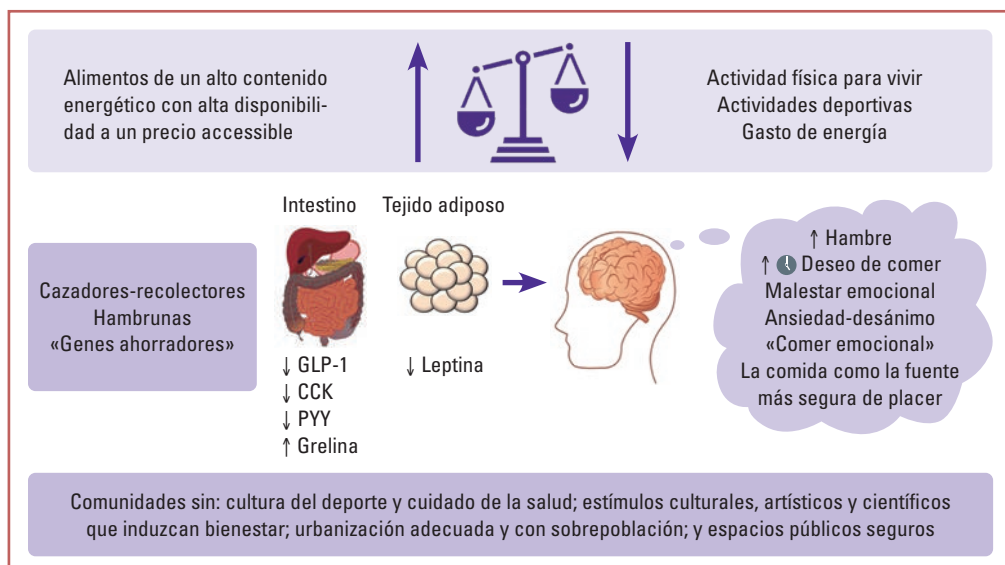 Alimentos de un alto contenido
energético con alta disponibili-
dad a un precio accessible
Actividad física para vivir
Actividades deportivas
Gasto de energía
Cazadores-recolectores
Hambrunas
«Genes ahorradores»
Intestino
↓ GLP-1
↓ CCK
↓ PYY
↑ Grelina
Tejido adiposo
↓ Leptina
↑ Hambre
↑ Deseo de comer
Malestar emocional
Ansiedad-desánimo
«Comer emocional»
La comida como la fuente
más segura de placer
Comunidades sin: cultura del deporte y cuidado de la salud; estímulos culturales, artísticos y científicos
que induzcan bienestar; urbanización adecuada y con sobrepoblación; y espacios públicos seguros